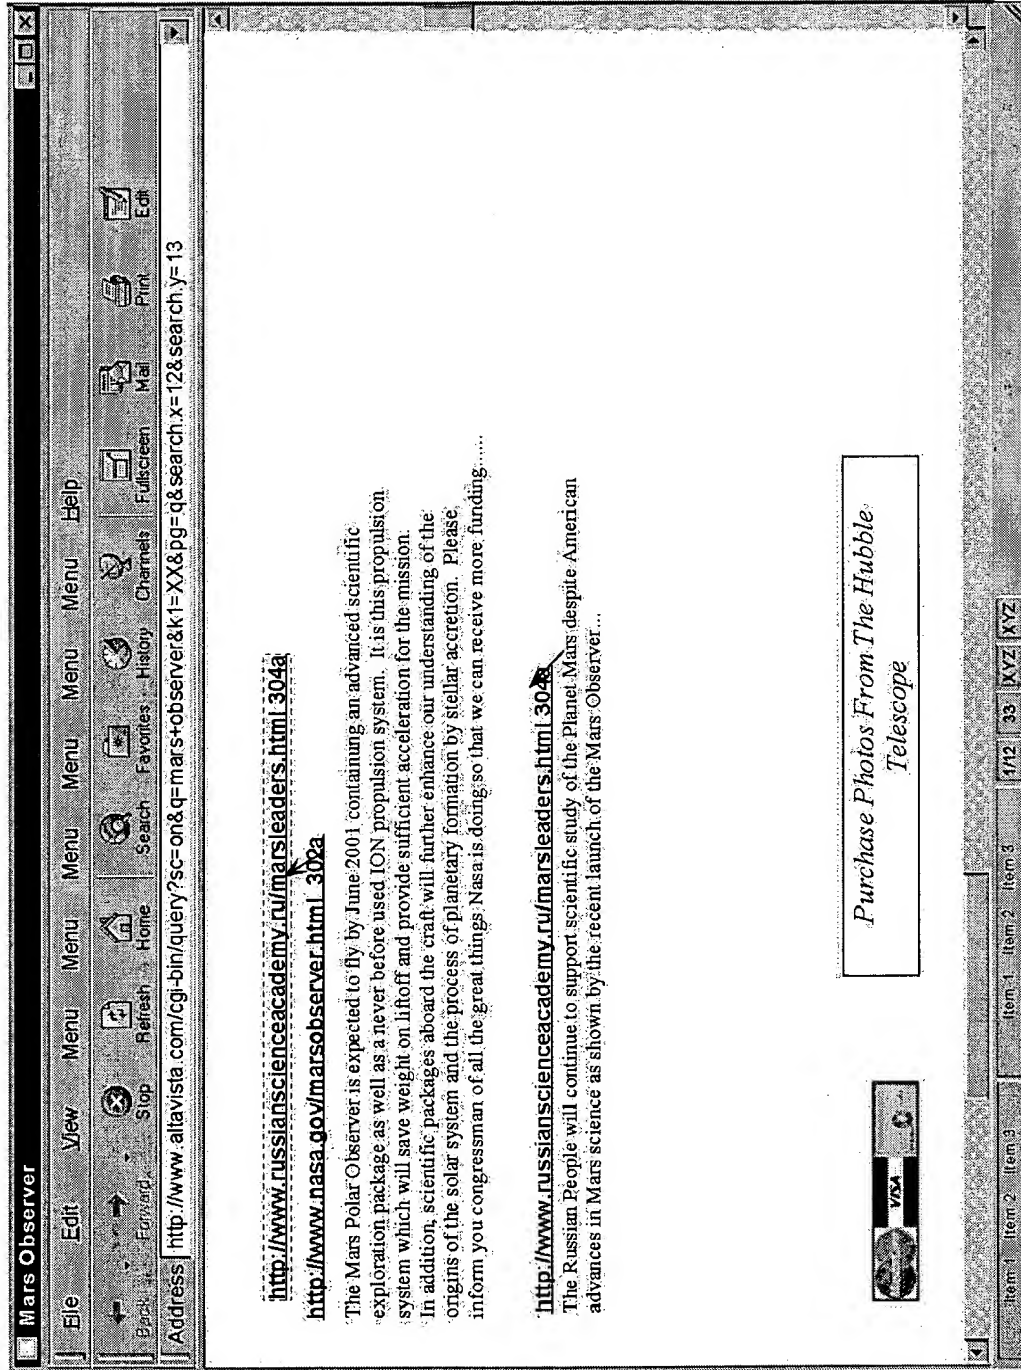 Mars Observer
File Edit View Menu Menu Menu Menu Menu Menu Help
Back Forward Stop Refresh Home Search Favorites History Channels Fullscreen Mail Print Edit
Address http://www.altavista.com/cgi-bin/query?sc=on&q=mars+observer&k1=XX&pg=q&search.x=12&search.y=13
http://www.russianscienceacademy.ru/marsleaders.html 304a
http://www.nasa.gov/marsobserver.html 302a
The Mars Polar Observer is expected to fly by June 2001 containing an advanced scientific
exploration package as well as a never before used ION propulsion system. It is this propulsion
system which will save weight on liftoff and provide sufficient acceleration for the mission.
In addition, scientific packages aboard the craft will further enhance our understanding of the
origins of the solar system and the process of planetary formation by stellar accretion. Please
inform you congressman of all the great things Nasa is doing so that we can receive more funding......
http://www.russianscienceacademy.ru/marsleaders.html 304a
The Russian People will continue to support scientific study of the Planet Mars despite American
advances in Mars science as shown by the recent launch of the Mars Observer...
VISA
Purchase Photos From The Hubble
Telescope
Item 1 Item 2 Item 3 Item 1 Item 2 Item 3 1/12 33 XYZ XYZ